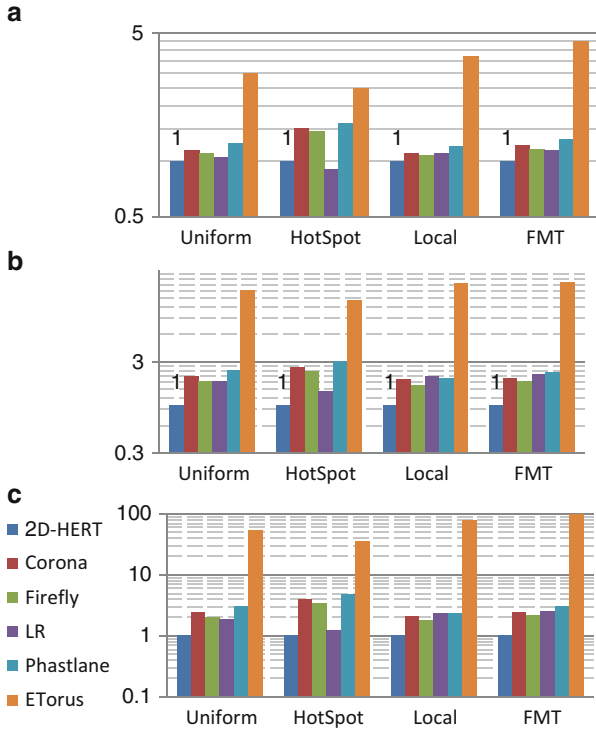 a
5
1 1 1 1
0.5
Uniform HotSpot Local FMT
b
3
1 1 1 1
0.3
Uniform HotSpot Local FMT
c
100
10
1
0.1
2D-HERT
Corona
Firefly
LR
Phastlane
ETorus
Uniform HotSpot Local FMT